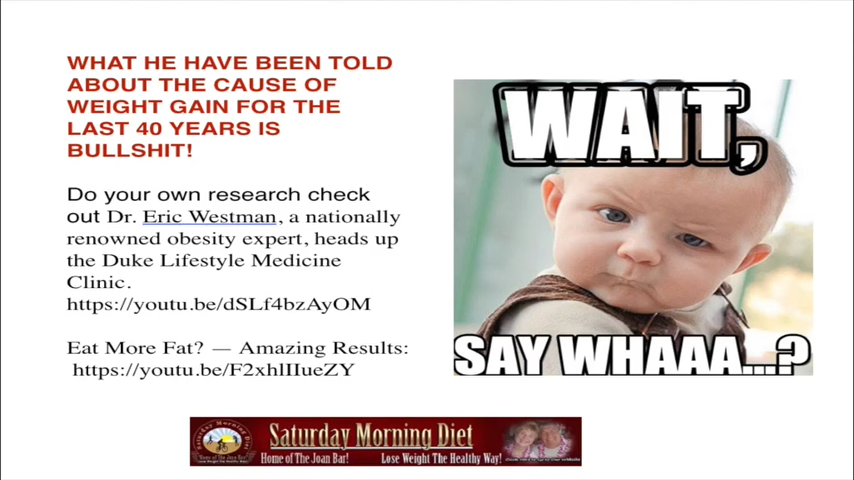 WHAT HE HAVE BEEN TOLD
ABOUT THE CAUSE OF
WEIGHT GAIN FOR THE
LAST 40 YEARS IS
BULLSHIT!
Do your own research check
out Dr. Eric Westman, a nationally
renowned obesity expert, heads up
the Duke Lifestyle Medicine
Clinic.
https://youtu.be/dSLf4bzAyOM
Eat More Fat? — Amazing Results:
https://youtu.be/F2xhlIIueZY
WAIT,
SAY WHAAA...?
Saturday Morning Diet
Home of The Joan Bar! Lose Weight The Healthy Way!